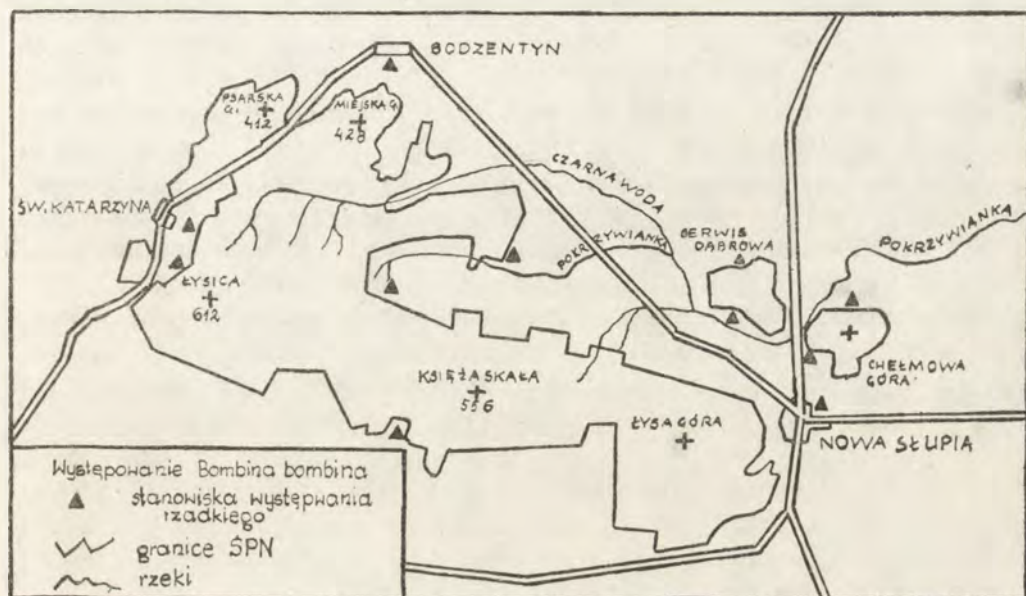 BODZENTYN
PSARSKA
G.
412
MIEJSKA G.
428
CZARNA WODA
ŚW. KATARZYNA
POKRZYWIANKA
SERWIS
DĄBROWA
POKRZYWIANKA
ŁYSICA
612
KSIĘŻA SKAŁA
556
CHEŁMOWA
GÓRA
ŁYSA GÓRA
NOWA SŁUPIA
Występowanie Bombina bombina
stanowiska występwania
rzadkiego
granice ŚPN
rzeki